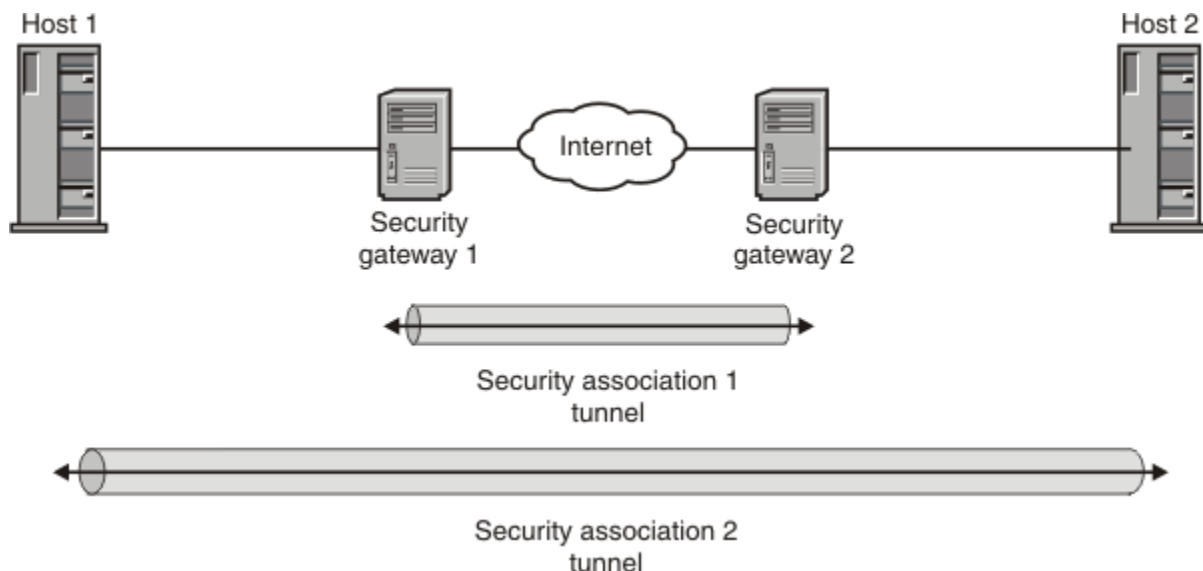 Host 1
Host 2
Internet
Security
gateway 1
Security
gateway 2
Security association 1
tunnel
Security association 2
tunnel